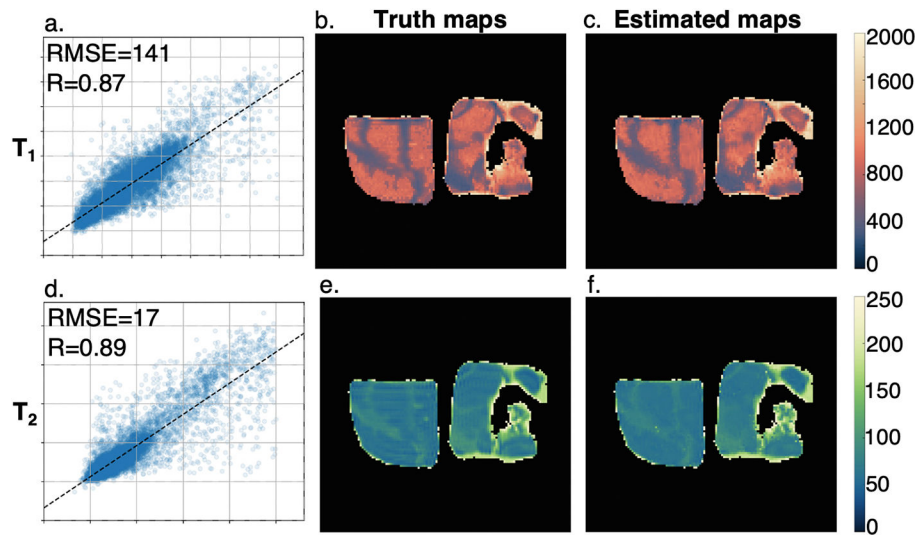 a.
RMSE=141
R=0.87
T1
b.
Truth maps
c.
Estimated maps
2000
1600
1200
800
400
0
d.
RMSE=17
R=0.89
T2
e.
f.
250
200
150
100
50
0